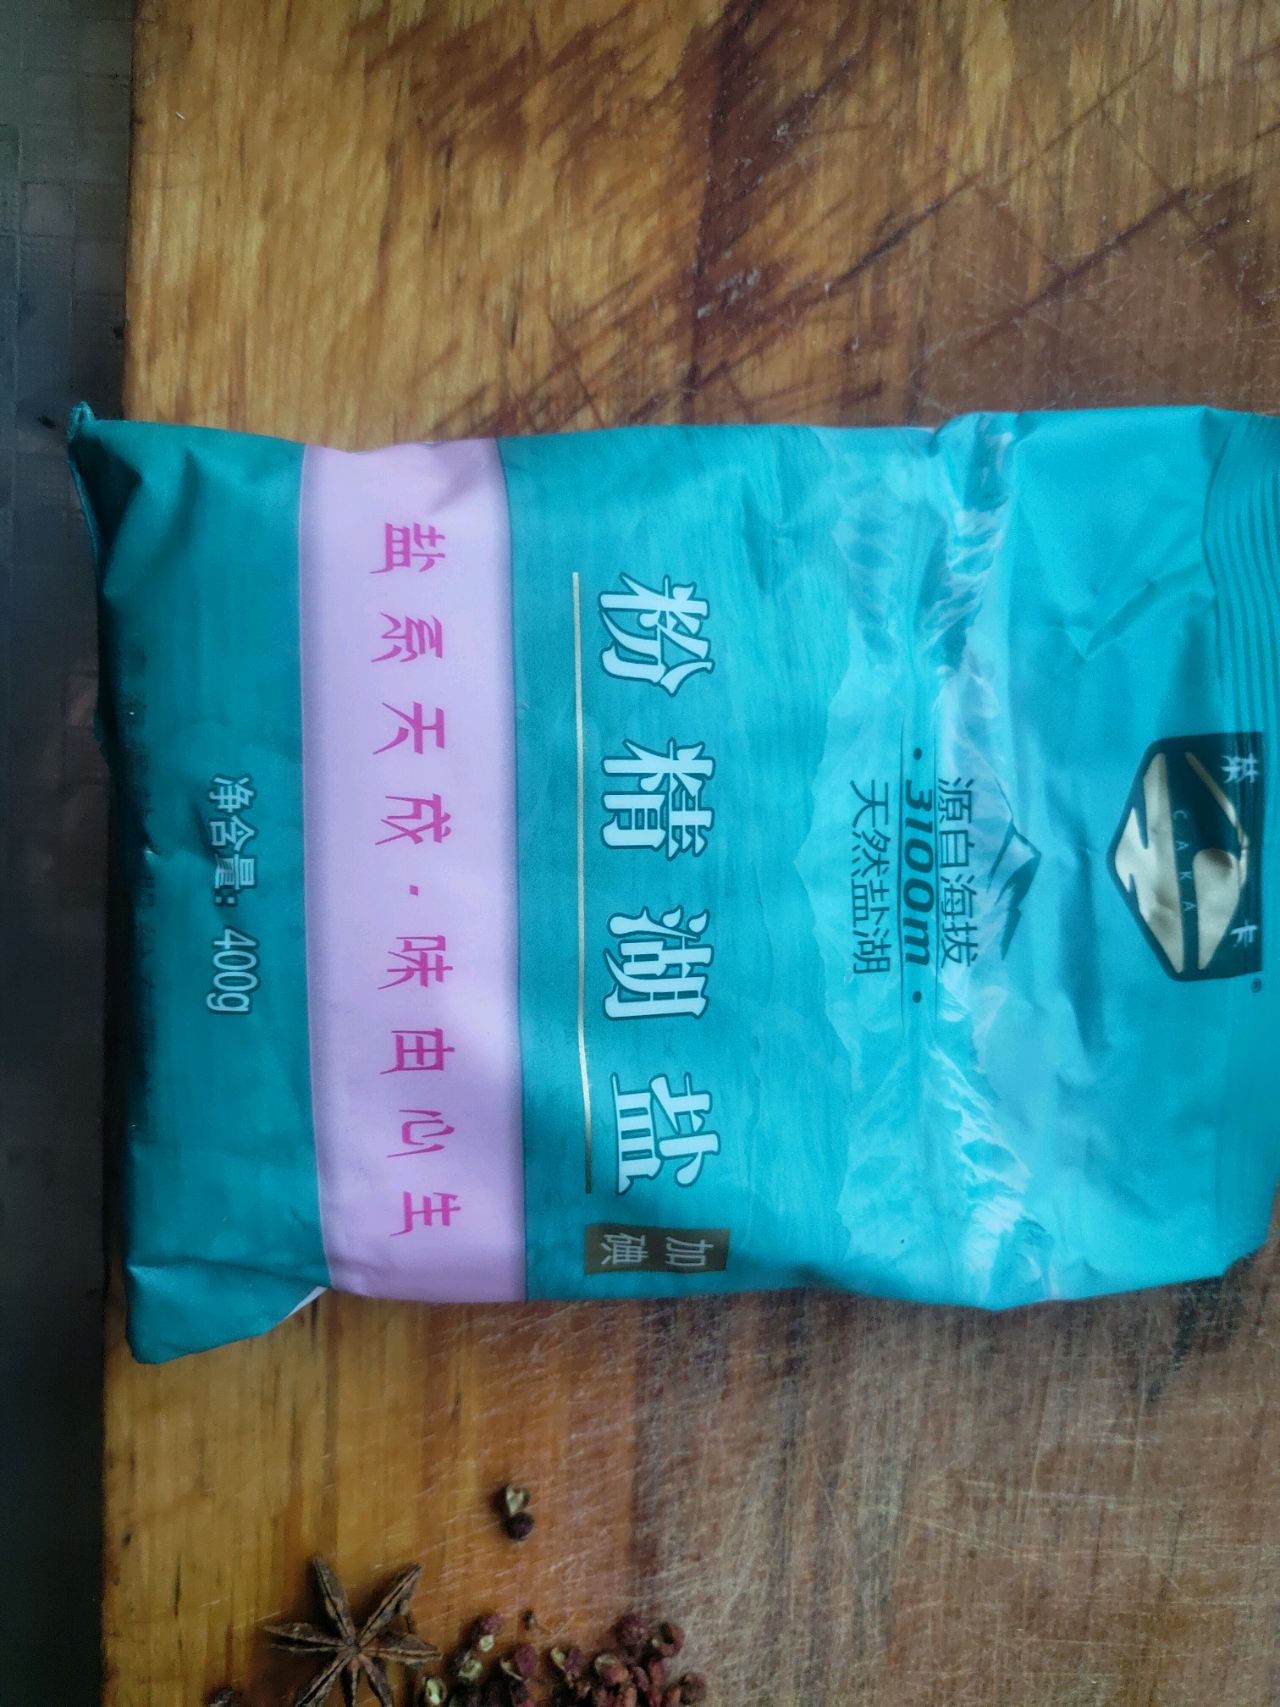 茶卡
CAKA
®
源自海拔
·3100m·
天然盐湖
粉精湖盐
加碘
盐系天成·味由心生
净含量：400g